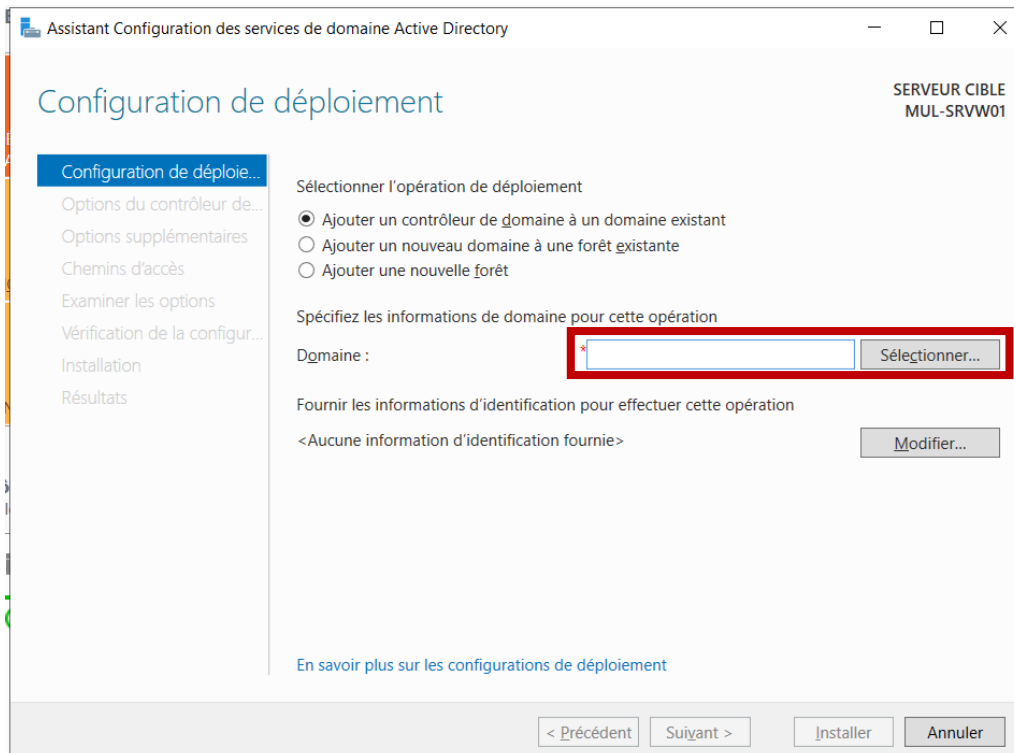 Assistant Configuration des services de domaine Active Directory
Configuration de déploiement
SERVEUR CIBLE
MUL-SRVW01
Configuration de déploie...
Options du contrôleur de...
Options supplémentaires
Chemins d'accès
Examiner les options
Vérification de la configur...
Installation
Résultats
Sélectionner l'opération de déploiement
Ajouter un contrôleur de domaine à un domaine existant
Ajouter un nouveau domaine à une forêt existante
Ajouter une nouvelle forêt
Spécifiez les informations de domaine pour cette opération
Domaine :
* Sélectionner...
Fournir les informations d'identification pour effectuer cette opération
<Aucune information d'identification fournie>
Modifier...
En savoir plus sur les configurations de déploiement
< Précédent
Suivant >
Installer
Annuler